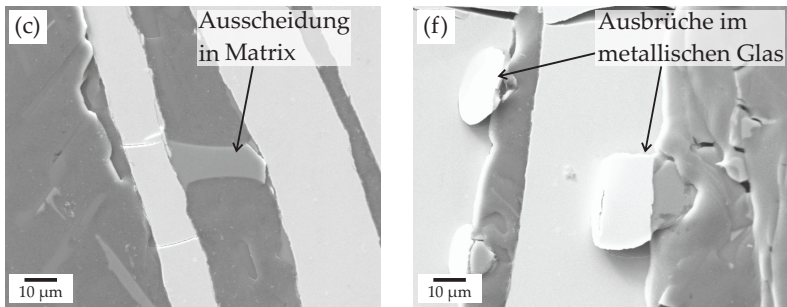 (c)
Ausscheidung
in Matrix
10 µm
(f)
Ausbrüche im
metallischen Glas
10 µm